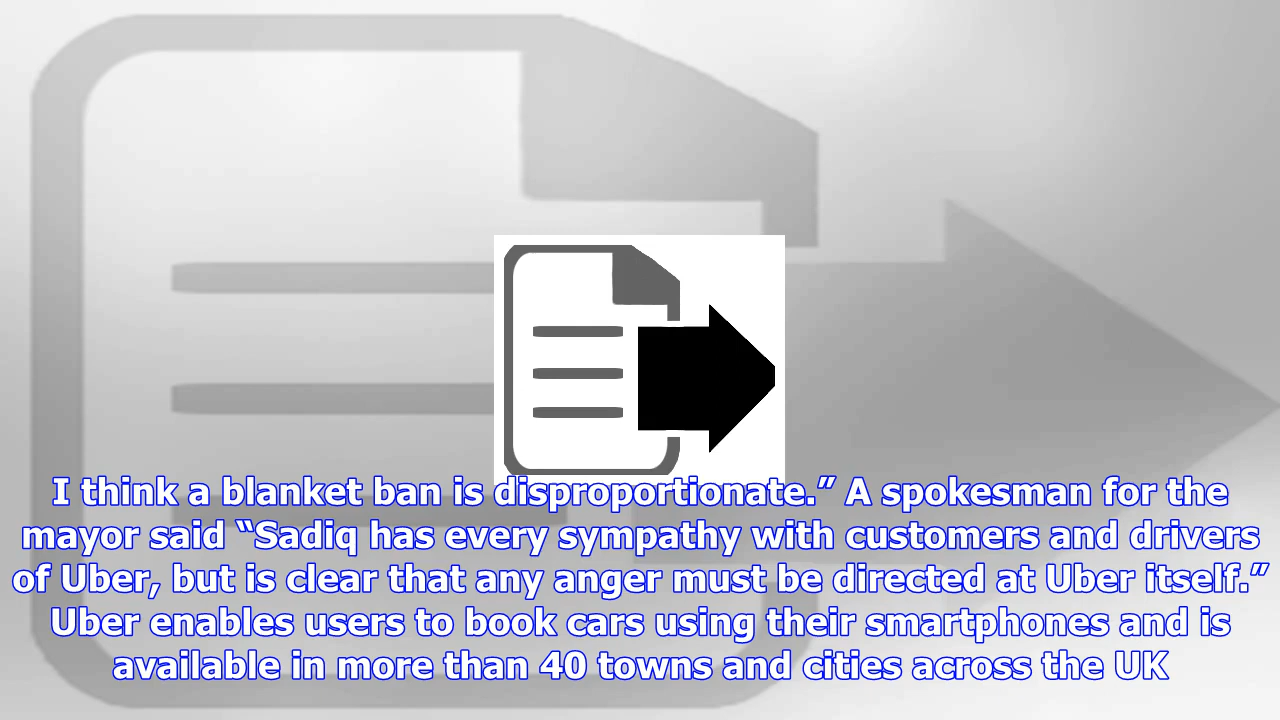 I think a blanket ban is disproportionate.” A spokesman for the
mayor said “Sadiq has every sympathy with customers and drivers
of Uber, but is clear that any anger must be directed at Uber itself.”
Uber enables users to book cars using their smartphones and is
available in more than 40 towns and cities across the UK